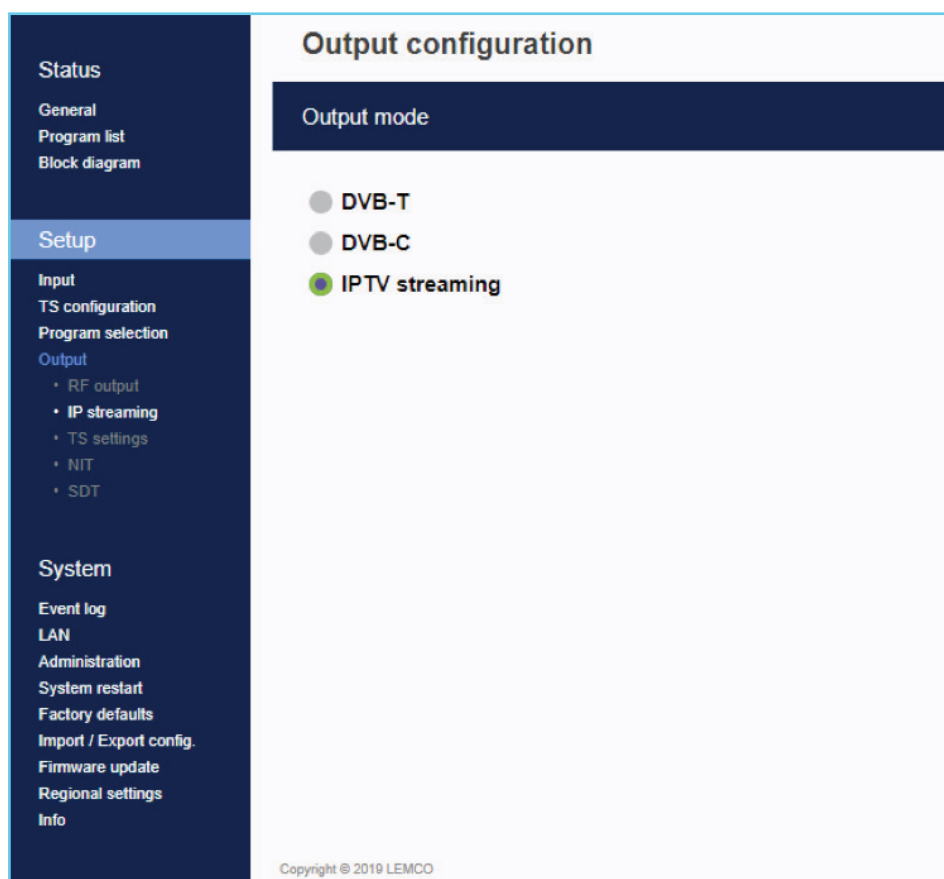 Status
General
Program list
Block diagram
Setup
Input
TS configuration
Program selection
Output
• RF output
• IP streaming
• TS settings
• NIT
• SDT
System
Event log
LAN
Administration
System restart
Factory defaults
Import / Export config.
Firmware update
Regional settings
Info
Output configuration
Output mode
DVB-T
DVB-C
IPTV streaming
Copyright © 2019 LEMCO